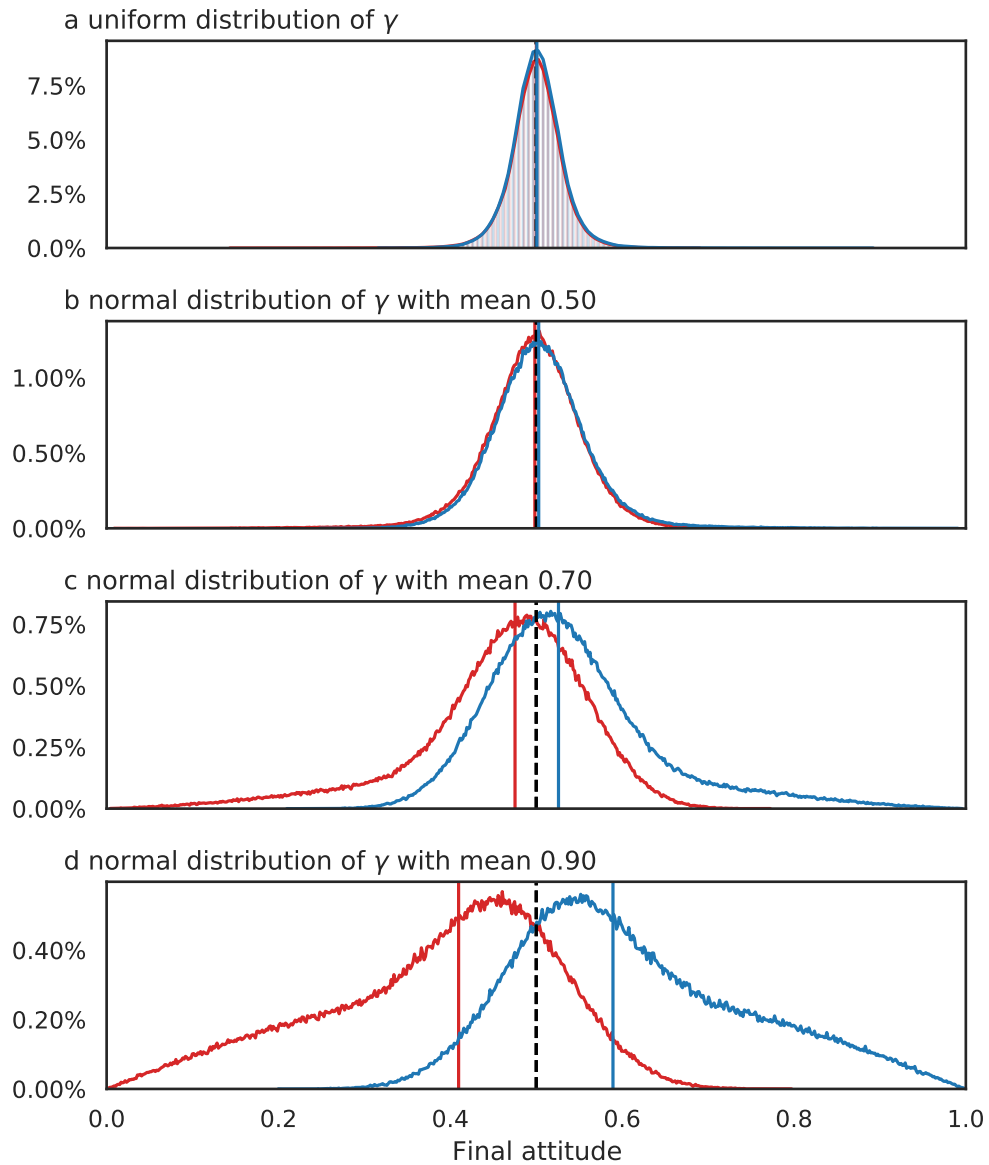 a uniform distribution of γ
7.5%
5.0%
2.5%
0.0%
b normal distribution of γ with mean 0.50
1.00%
0.50%
0.00%
c normal distribution of γ with mean 0.70
0.75%
0.50%
0.25%
0.00%
d normal distribution of γ with mean 0.90
0.40%
0.20%
0.00%
0.0 0.2 0.4 0.6 0.8 1.0
Final attitude